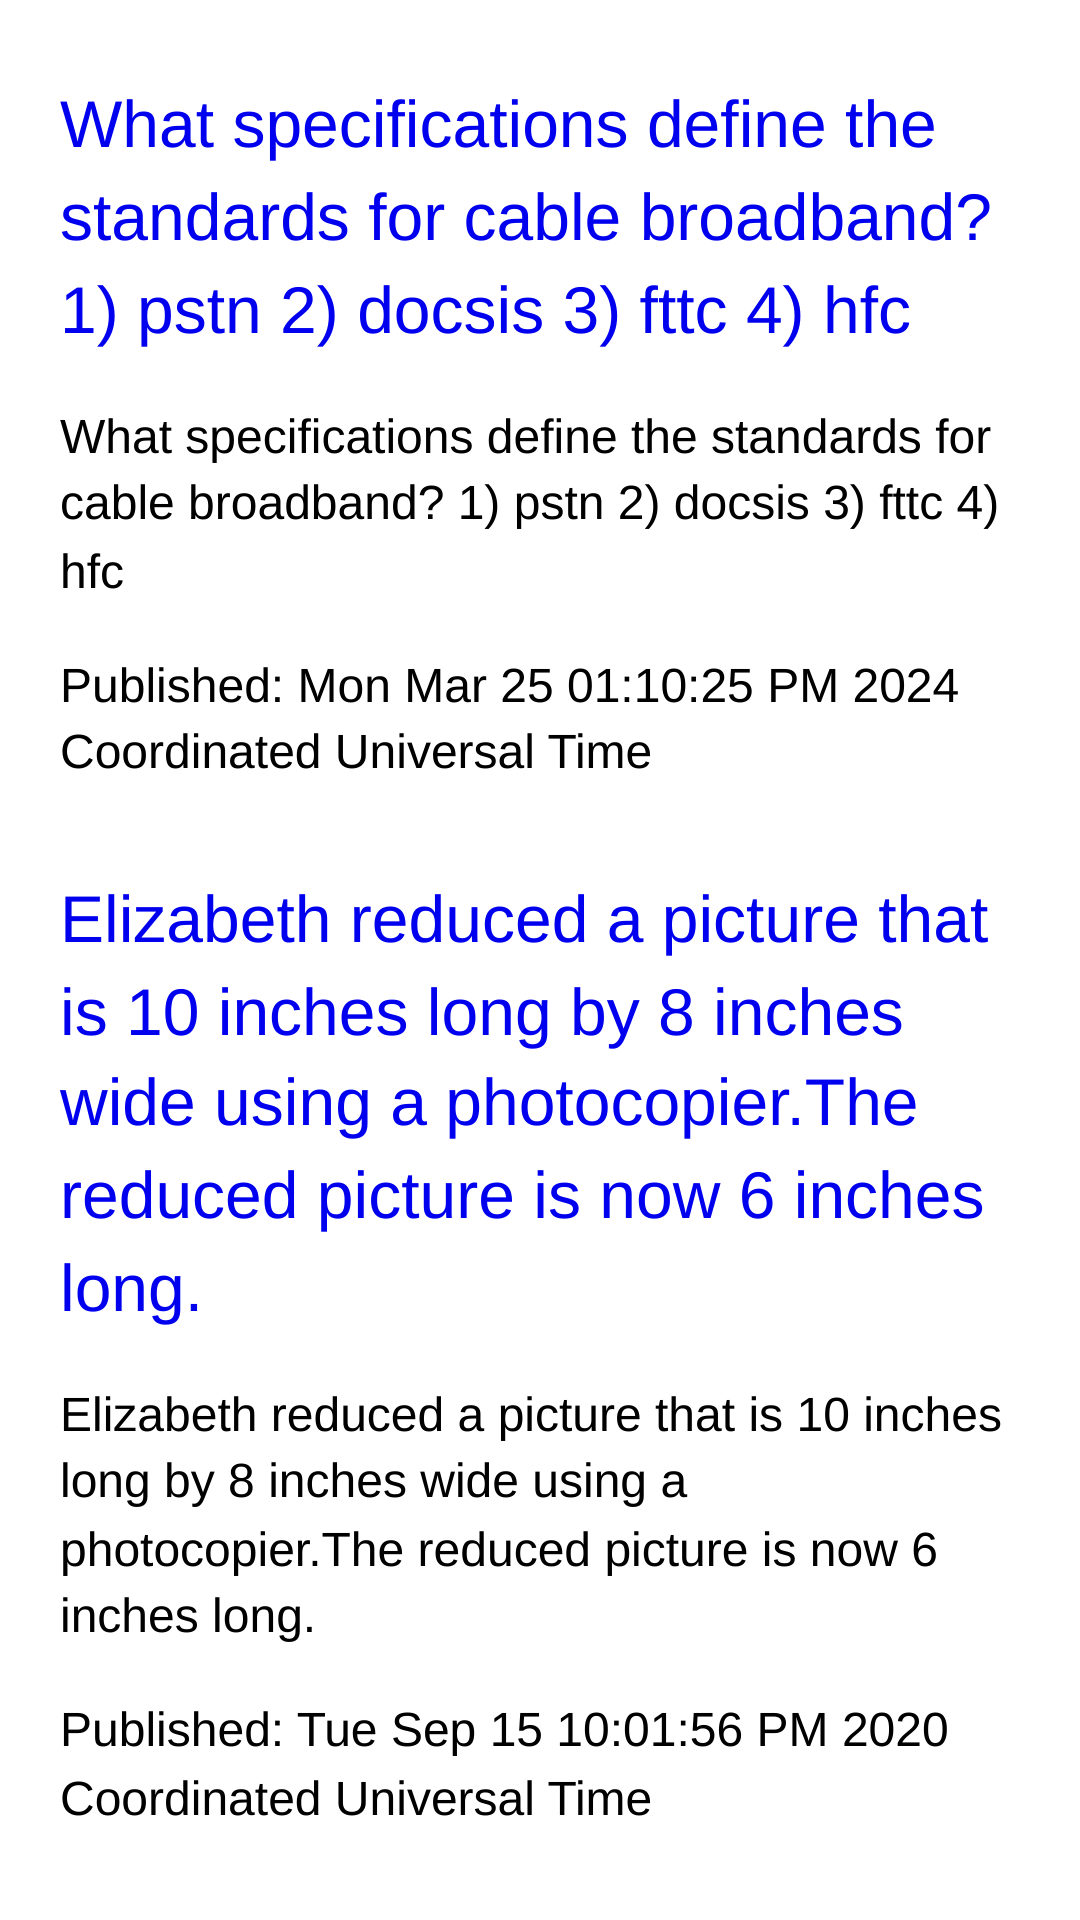 What specifications define the
standards for cable broadband?
1) pstn 2) docsis 3) fttc 4) hfc
What specifications define the standards for
cable broadband? 1) pstn 2) docsis 3) fttc 4)
hfc
Published: Mon Mar 25 01:10:25 PM 2024
Coordinated Universal Time
Elizabeth reduced a picture that
is 10 inches long by 8 inches
wide using a photocopier.The
reduced picture is now 6 inches
long.
Elizabeth reduced a picture that is 10 inches
long by 8 inches wide using a
photocopier.The reduced picture is now 6
inches long.
Published: Tue Sep 15 10:01:56 PM 2020
Coordinated Universal Time